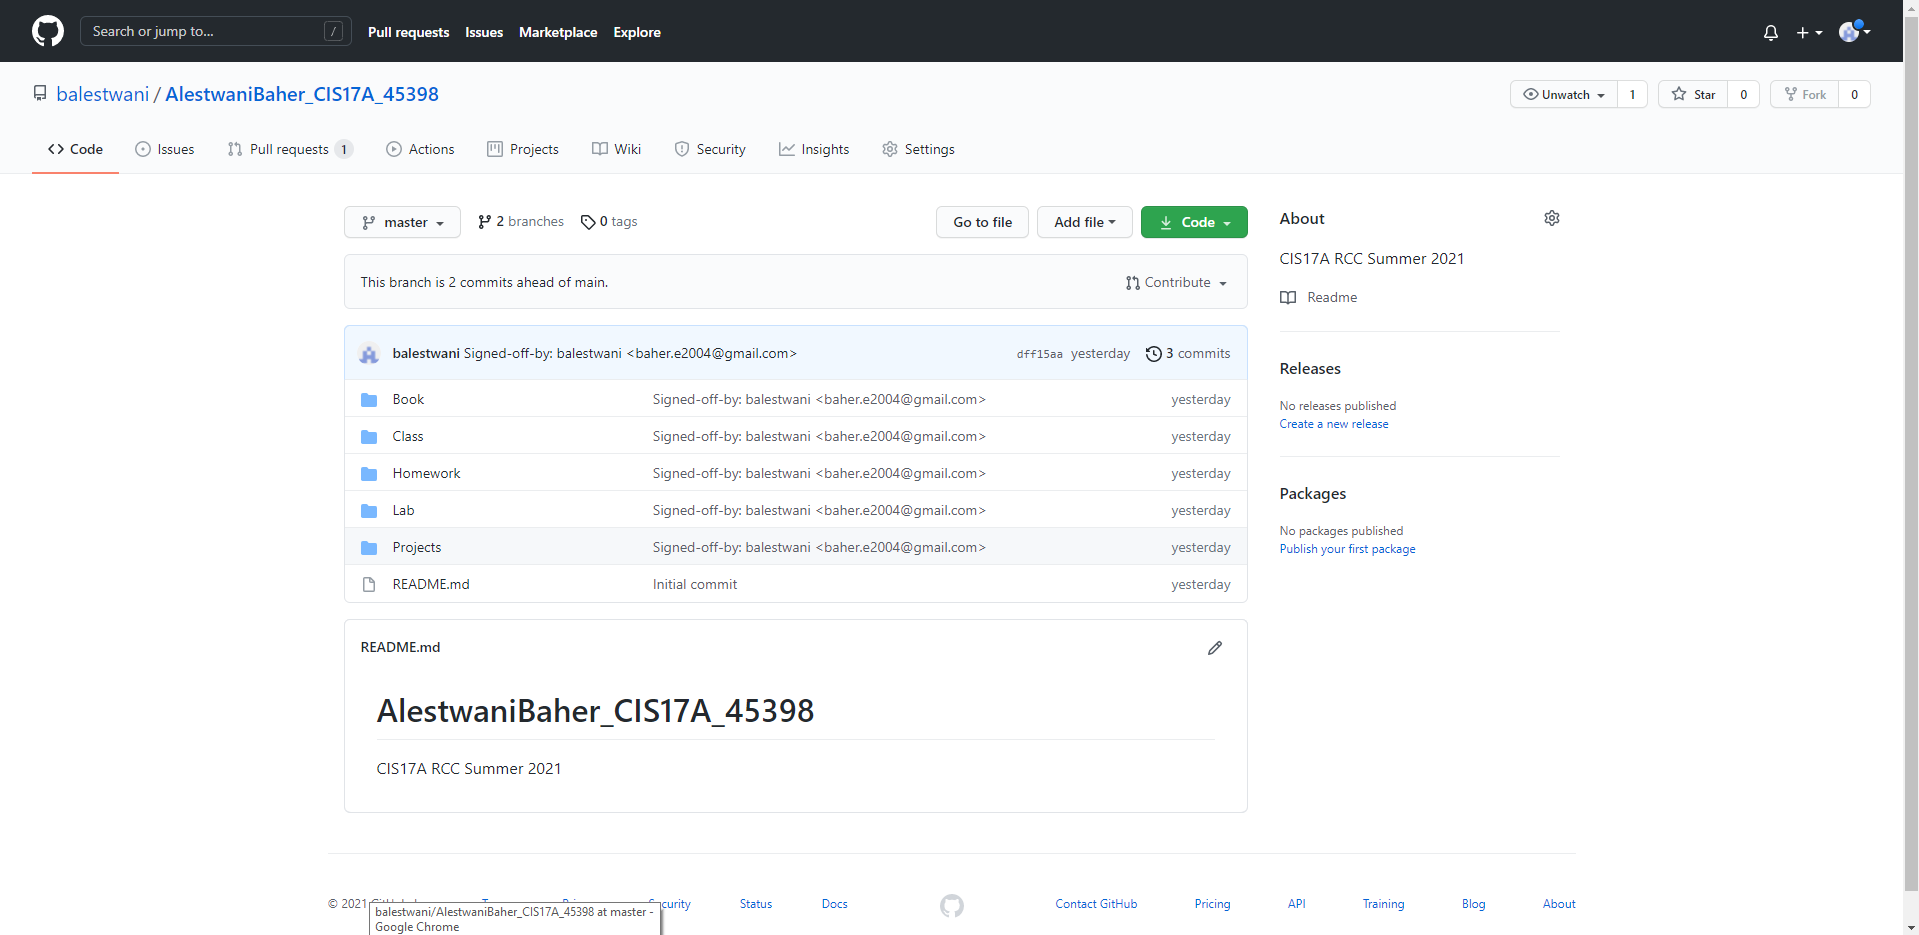 Search or jump to... /
Pull requests Issues Marketplace Explore
balestwani / AlestwaniBaher_CIS17A_45398
Unwatch 1 Star 0 Fork 0
Code Issues Pull requests 1 Actions Projects Wiki Security Insights Settings
master 2 branches 0 tags Go to file Add file Code
This branch is 2 commits ahead of main. Contribute
balestwani Signed-off-by: balestwani <baher.e2004@gmail.com> dff15aa yesterday 3 commits
Book Signed-off-by: balestwani <baher.e2004@gmail.com> yesterday
Class Signed-off-by: balestwani <baher.e2004@gmail.com> yesterday
Homework Signed-off-by: balestwani <baher.e2004@gmail.com> yesterday
Lab Signed-off-by: balestwani <baher.e2004@gmail.com> yesterday
Projects Signed-off-by: balestwani <baher.e2004@gmail.com> yesterday
README.md Initial commit yesterday
README.md
AlestwaniBaher_CIS17A_45398
CIS17A RCC Summer 2021
About
CIS17A RCC Summer 2021
Readme
Releases
No releases published
Create a new release
Packages
No packages published
Publish your first package
© 2021 Status Docs Contact GitHub Pricing API Training Blog About
balestwani/AlestwaniBaher_CIS17A_45398 at master -
Google Chrome